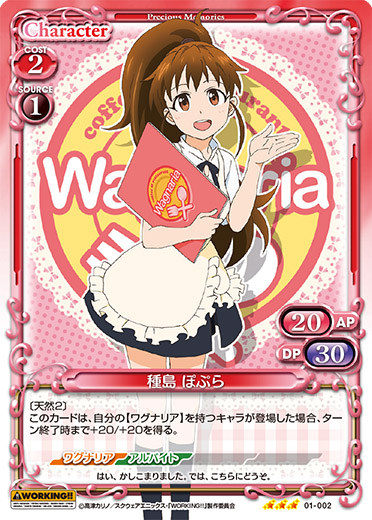 Precious Memories
Character
COST
2
SOURCE
1
coffee
Wagnaria
Wagnaria
20 AP
DP 30
種島 ぽぷら
[天然2]
このカードは、自分の【ワグナリア】を持つキャラが登場した場合、ター
ン終了時まで+20/+20を得る。
ワグナリア アルバイト
はい、かしこまりました。では、こちらにどうぞ。
WORKING!!
©高津カリノ／スクウェアエニックス・「WORKING!!」製作委員会
01-002